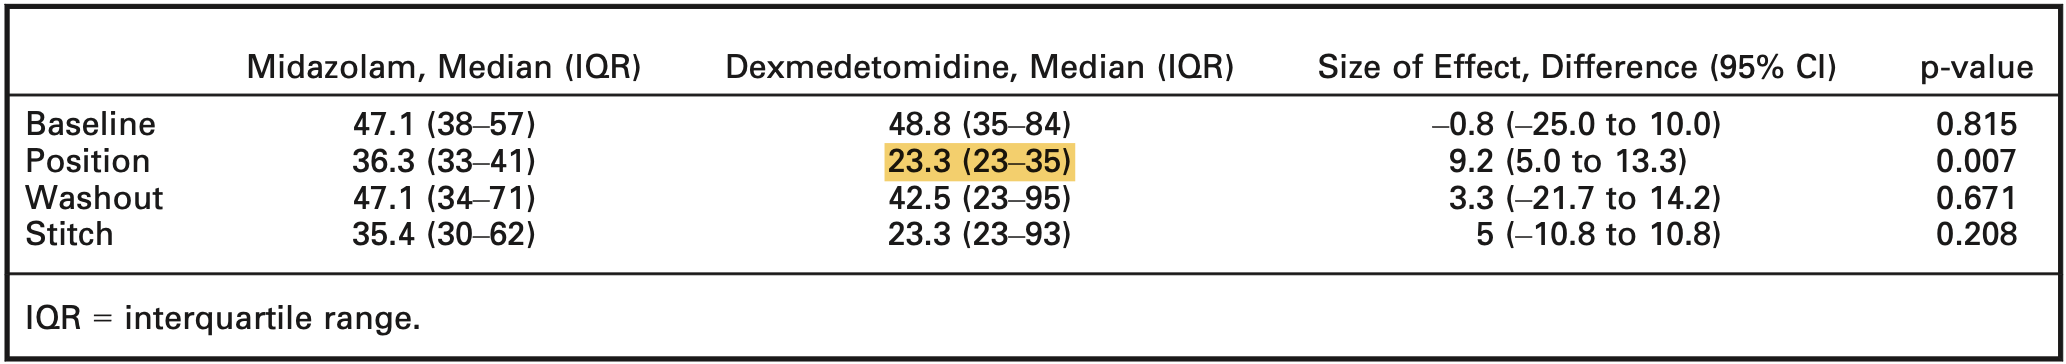 Midazolam, Median (IQR) Dexmedetomidine, Median (IQR) Size of Effect, Difference (95% CI) p-value
Baseline 47.1 (38–57) 48.8 (35–84) –0.8 (–25.0 to 10.0) 0.815
Position 36.3 (33–41) 23.3 (23–35) 9.2 (5.0 to 13.3) 0.007
Washout 47.1 (34–71) 42.5 (23–95) 3.3 (–21.7 to 14.2) 0.671
Stitch 35.4 (30–62) 23.3 (23–93) 5 (–10.8 to 10.8) 0.208
IQR = interquartile range.